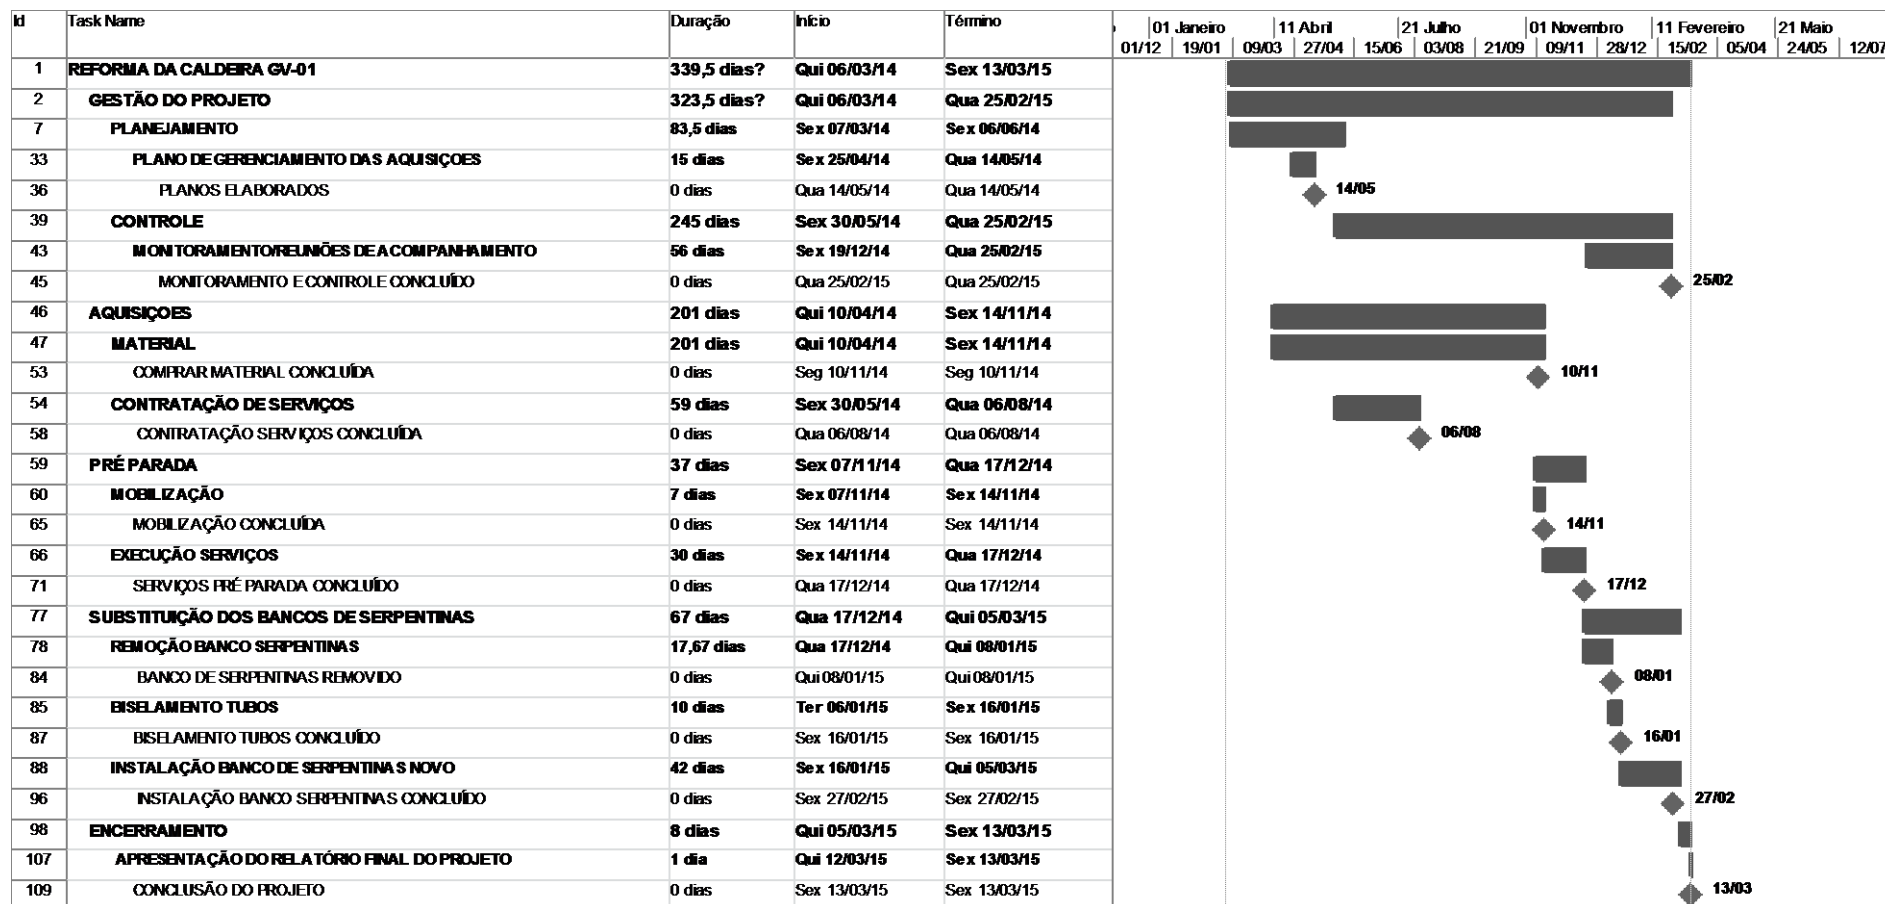 Id Task Name Duração Início Término 01 Janeiro 11 Abril 21 Julho 01 Novembro 11 Fevereiro 21 Maio
01/12 19/01 09/03 27/04 15/06 03/08 21/09 09/11 28/12 15/02 05/04 24/05 12/07
1 REFORMA DA CALDEIRA GV-01 339,5 dias? Qui 06/03/14 Sex 13/03/15
2 GESTÃO DO PROJETO 323,5 dias? Qui 06/03/14 Qua 25/02/15
7 PLANEJAMENTO 83,5 dias Sex 07/03/14 Sex 06/06/14
33 PLANO DE GERENCIAMENTO DAS AQUISIÇOES 15 dias Sex 25/04/14 Qua 14/05/14
36 PLANOS ELABORADOS 0 dias Qua 14/05/14 Qua 14/05/14 14/05
39 CONTROLE 245 dias Sex 30/05/14 Qua 25/02/15
43 MONITORAMENTO/REUNIÕES DE ACOMPANHAMENTO 56 dias Sex 19/12/14 Qua 25/02/15
45 MONITORAMENTO E CONTROLE CONCLUÍDO 0 dias Qua 25/02/15 Qua 25/02/15 25/02
46 AQUISIÇOES 201 dias Qui 10/04/14 Sex 14/11/14
47 MATERIAL 201 dias Qui 10/04/14 Sex 14/11/14
53 COMPRAR MATERIAL CONCLUÍDA 0 dias Seg 10/11/14 Seg 10/11/14 10/11
54 CONTRATAÇÃO DE SERVIÇOS 59 dias Sex 30/05/14 Qua 06/08/14
58 CONTRATAÇÃO SERVIÇOS CONCLUÍDA 0 dias Qua 06/08/14 Qua 06/08/14 06/08
59 PRÉ PARADA 37 dias Sex 07/11/14 Qua 17/12/14
60 MOBILIZAÇÃO 7 dias Sex 07/11/14 Sex 14/11/14
65 MOBILIZAÇÃO CONCLUÍDA 0 dias Sex 14/11/14 Sex 14/11/14 14/11
66 EXECUÇÃO SERVIÇOS 30 dias Sex 14/11/14 Qua 17/12/14
71 SERVIÇOS PRÉ PARADA CONCLUÍDO 0 dias Qua 17/12/14 Qua 17/12/14 17/12
77 SUBSTITUIÇÃO DOS BANCOS DE SERPENTINAS 67 dias Qua 17/12/14 Qui 05/03/15
78 REMOÇÃO BANCO SERPENTINAS 17,67 dias Qua 17/12/14 Qui 08/01/15
84 BANCO DE SERPENTINAS REMOVIDO 0 dias Qui 08/01/15 Qui 08/01/15 08/01
85 BISELAMENTO TUBOS 10 dias Ter 06/01/15 Sex 16/01/15
87 BISELAMENTO TUBOS CONCLUÍDO 0 dias Sex 16/01/15 Sex 16/01/15 16/01
88 INSTALAÇÃO BANCO DE SERPENTINAS NOVO 42 dias Sex 16/01/15 Qui 05/03/15
96 INSTALAÇÃO BANCO SERPENTINAS CONCLUÍDO 0 dias Sex 27/02/15 Sex 27/02/15 27/02
98 ENCERRAMENTO 8 dias Qui 05/03/15 Sex 13/03/15
107 APRESENTAÇÃO DO RELATÓRIO FINAL DO PROJETO 1 dia Qui 12/03/15 Sex 13/03/15
109 CONCLUSÃO DO PROJETO 0 dias Sex 13/03/15 Sex 13/03/15 13/03